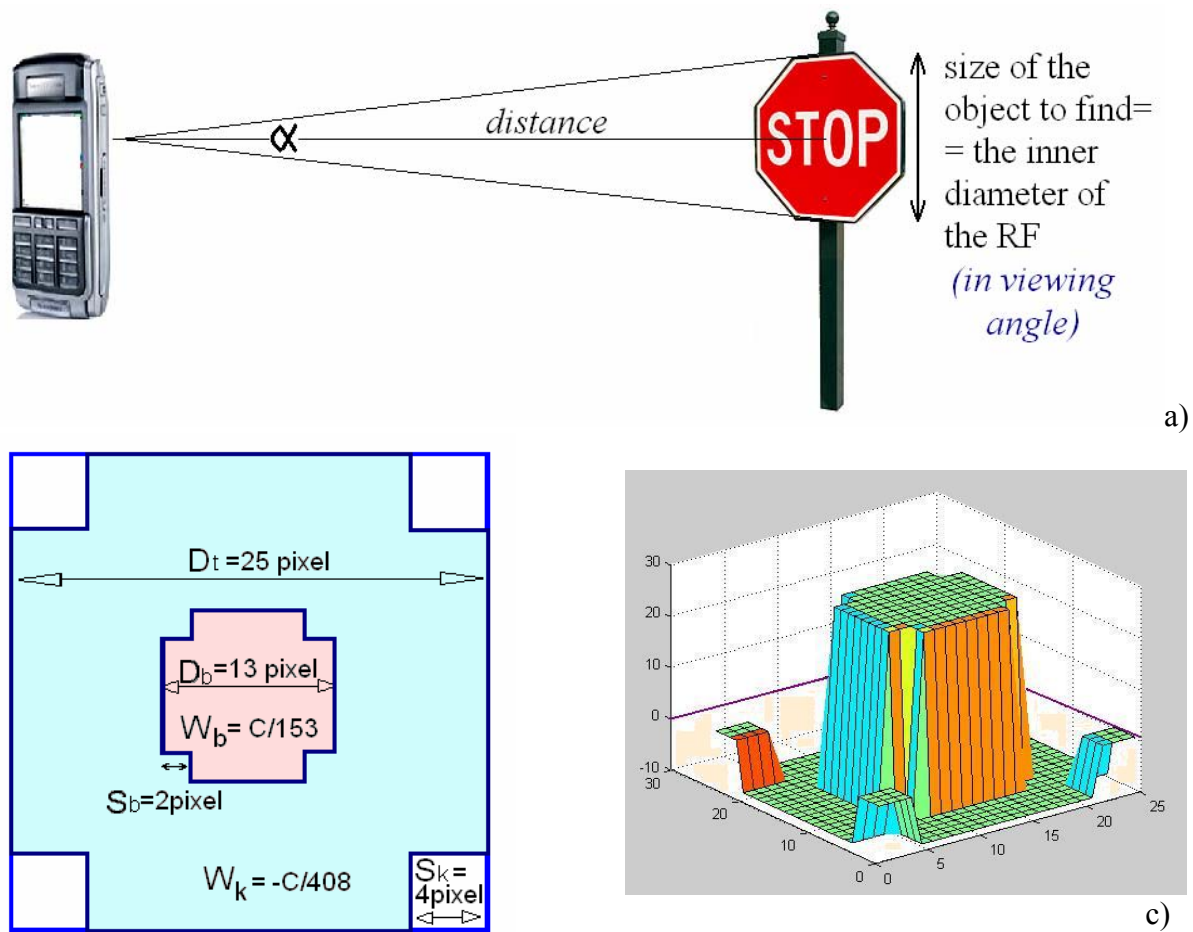 α
distance
STOP
size of the
object to find=
= the inner
diameter of
the RF
(in viewing
angle)
a)
Dt =25 pixel
Db=13 pixel
Wb= C/153
Sb=2pixel
Wk = -C/408
Sk=
4pixel
30
20
10
0
-10
30
20
10
0
0
5
10
15
20
25
c)